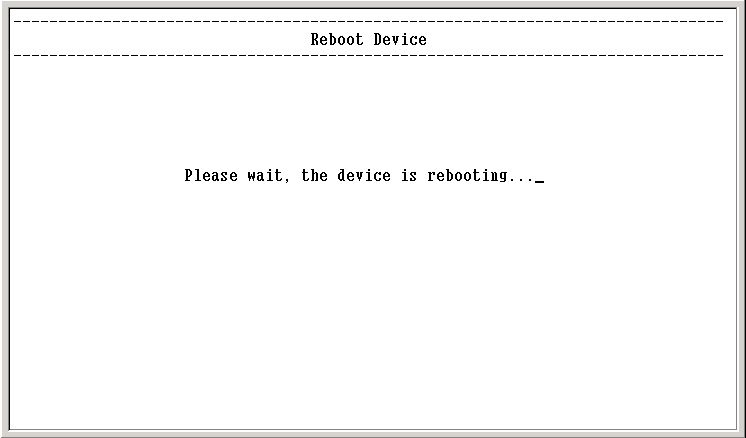 Reboot Device
Please wait, the device is rebooting..._